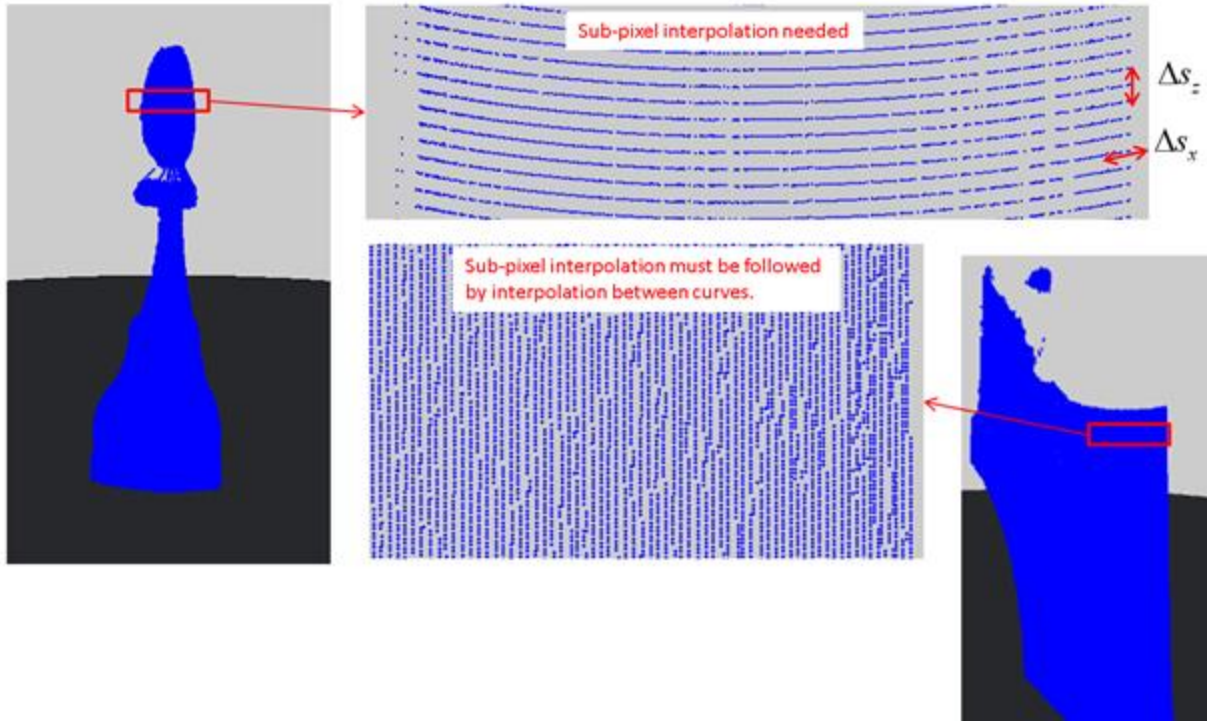 Sub-pixel interpolation needed
Δs_z
Δs_x
Sub-pixel interpolation must be followed
by interpolation between curves.